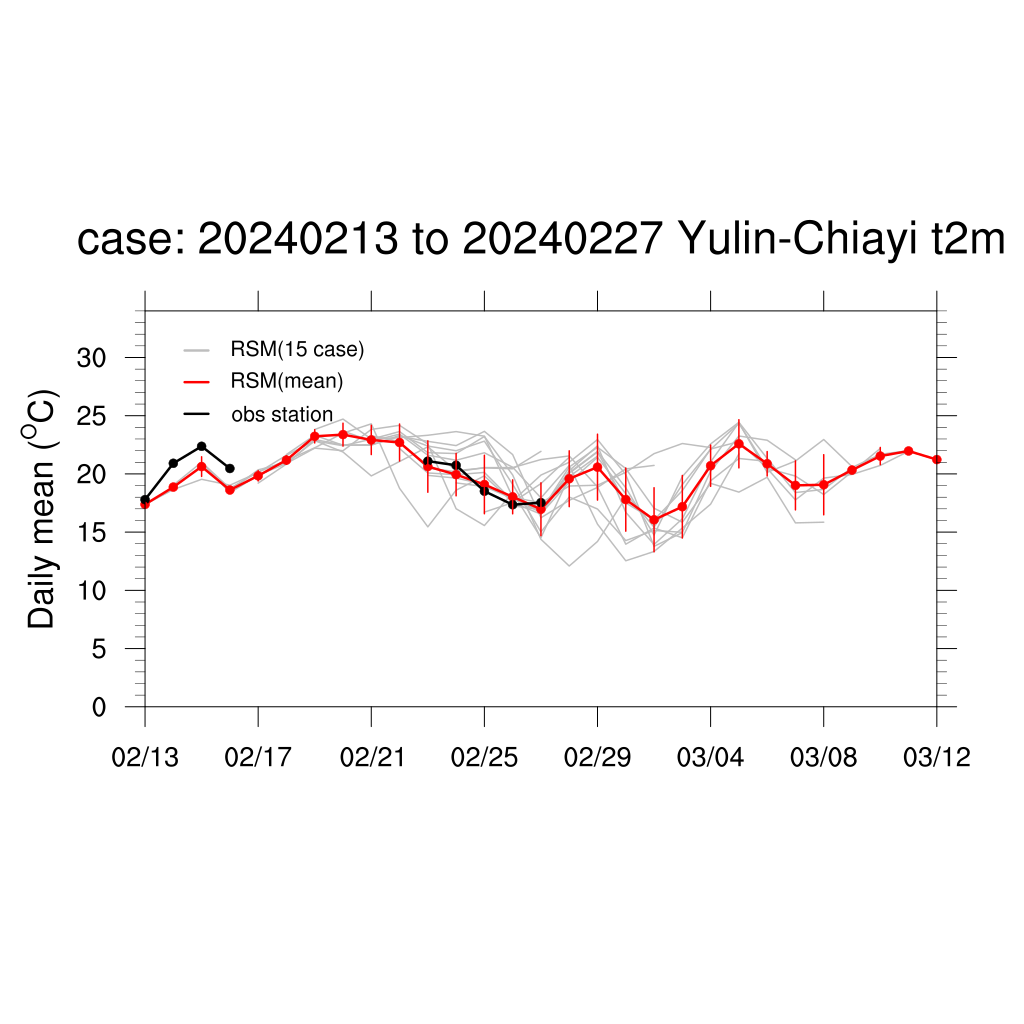 case: 20240213 to 20240227 Yulin-Chiayi t2m
RSM(15 case)
RSM(mean)
obs station
Daily mean (°C)
30
25
20
15
10
5
0
02/13 02/17 02/21 02/25 02/29 03/04 03/08 03/12